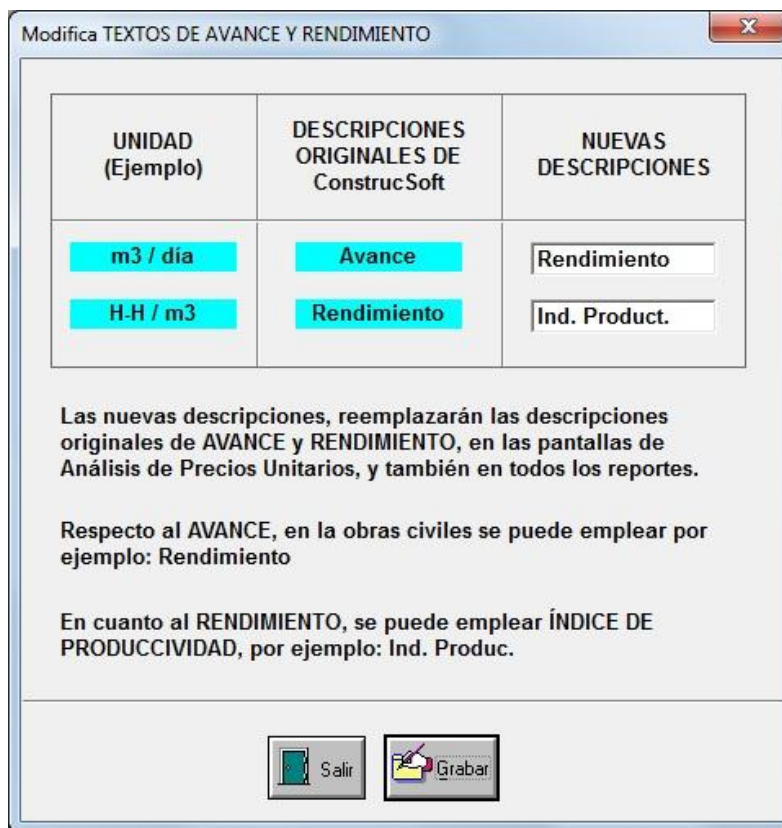 Modifica TEXTOS DE AVANCE Y RENDIMIENTO
UNIDAD
(Ejemplo)
DESCRIPCIONES
ORIGINALES DE
ConstrucSoft
NUEVAS
DESCRIPCIONES
m3 / día
Avance
Rendimiento
H-H / m3
Rendimiento
Ind. Product.
Las nuevas descripciones, reemplazarán las descripciones
originales de AVANCE y RENDIMIENTO, en las pantallas de
Análisis de Precios Unitarios, y también en todos los reportes.
Respecto al AVANCE, en la obras civiles se puede emplear por
ejemplo: Rendimiento
En cuanto al RENDIMIENTO, se puede emplear ÍNDICE DE
PRODUCCIVIDAD, por ejemplo: Ind. Produc.
Salir
Grabar